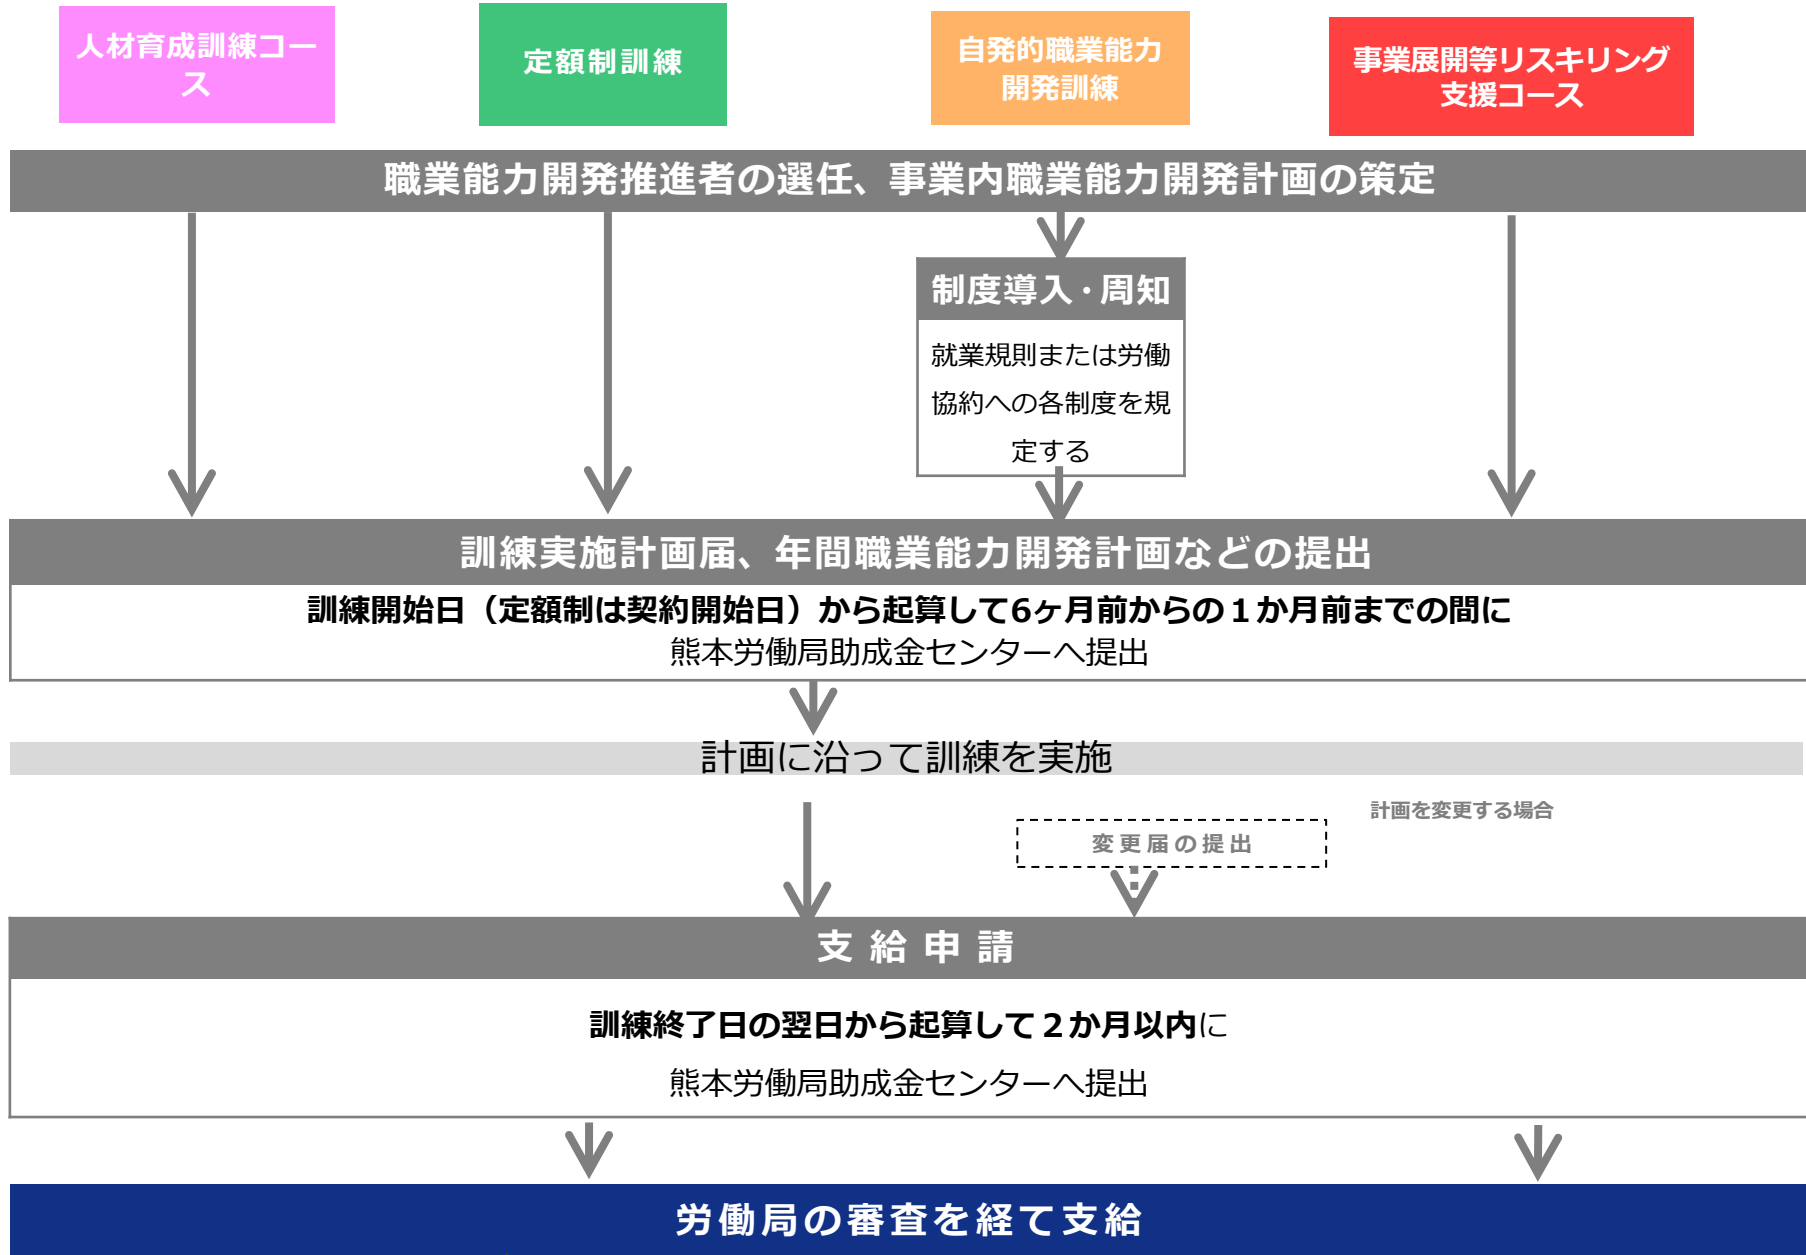 人材育成訓練コー
ス
定額制訓練
自発的職業能力
開発訓練
事業展開等リスキリング
支援コース
職業能力開発推進者の選任、事業内職業能力開発計画の策定
制度導入・周知
就業規則または労働
協約への各制度を規
定する
訓練実施計画届、年間職業能力開発計画などの提出
訓練開始日（定額制は契約開始日）から起算して6ヶ月前からの１か月前までの間に
熊本労働局助成金センターへ提出
計画に沿って訓練を実施
計画を変更する場合
変更届の提出
支給申請
訓練終了日の翌日から起算して２か月以内に
熊本労働局助成金センターへ提出
労働局の審査を経て支給